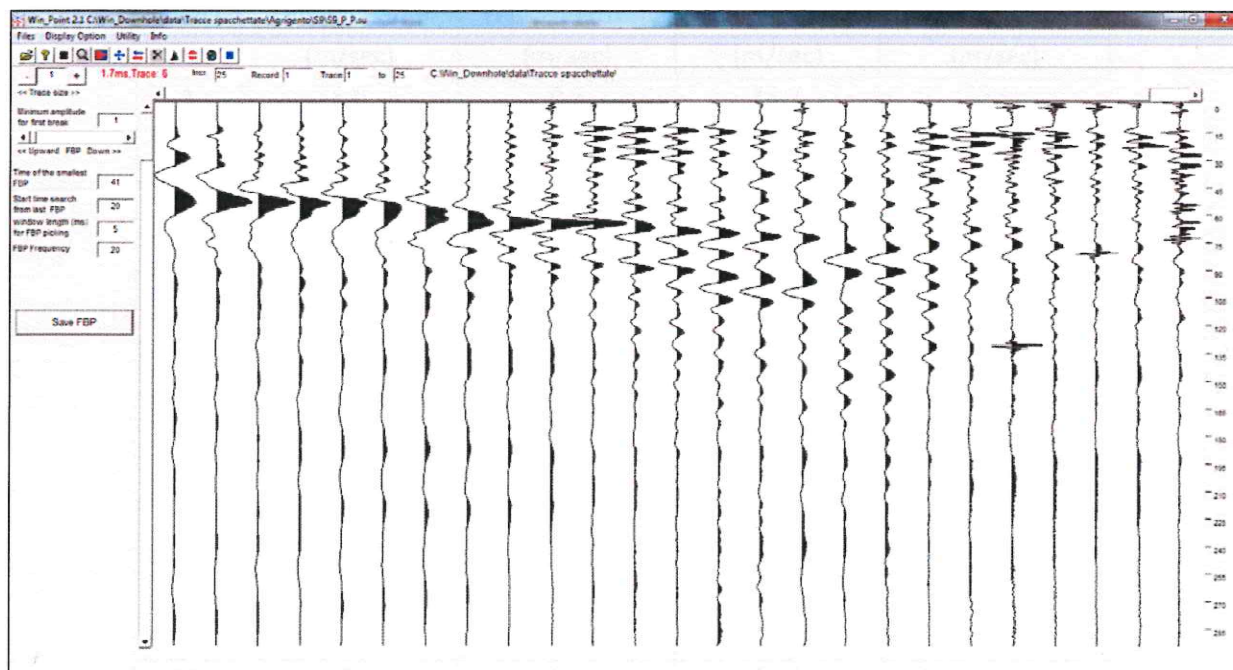 Win_Point 2.1 C:\Win_Downhole\data\Tracce spacchettate\Agrigento\S9\S9_P_P.su
Files Display Option Utility Info
- 1 + 1.7ms,Trace: 6 Incr 25 Record 1 Trace 1 to 25 C:\Win_Downhole\data\Tracce spacchettate\
<< Trace size >>
Minimum amplitude
for first break 1
<< Upward FBP Down >>
Time of the smallest
FBP 41
Start time search
from last FBP 20
window length (ms)
for FBP picking 5
FBP Frequency 20
Save FBP
0
15
30
45
60
75
90
105
120
135
150
165
180
195
210
225
240
255
270
285